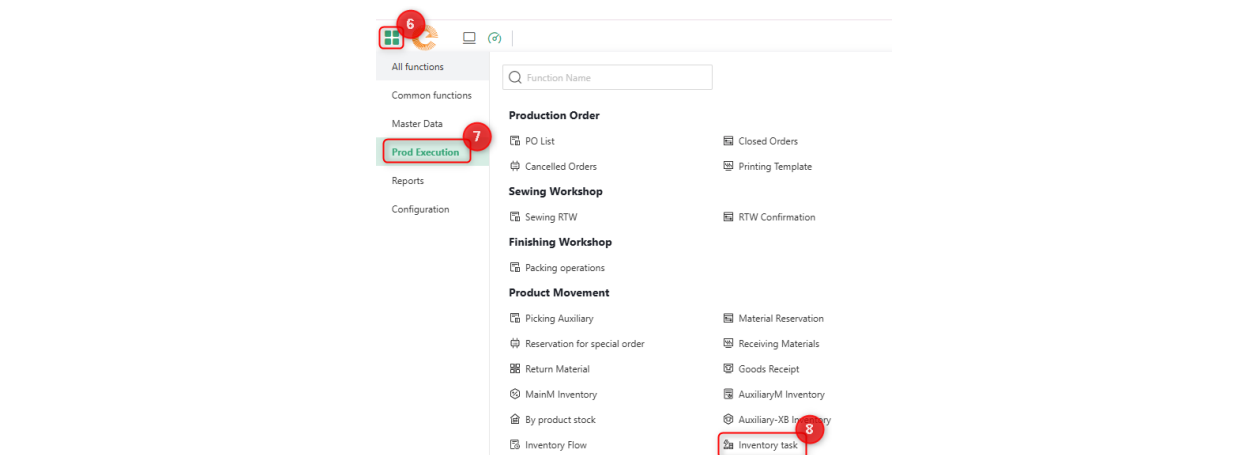 6
All functions
Function Name
Common functions
Production Order
Master Data
7
PO List
Closed Orders
Prod Execution
Cancelled Orders
Printing Template
Reports
Sewing Workshop
Configuration
Sewing RTW
RTW Confirmation
Finishing Workshop
Packing operations
Product Movement
Picking Auxiliary
Material Reservation
Reservation for special order
Receiving Materials
Return Material
Goods Receipt
MainM Inventory
AuxiliaryM Inventory
By product stock
Auxiliary-XB Inventory
8
Inventory Flow
Inventory task